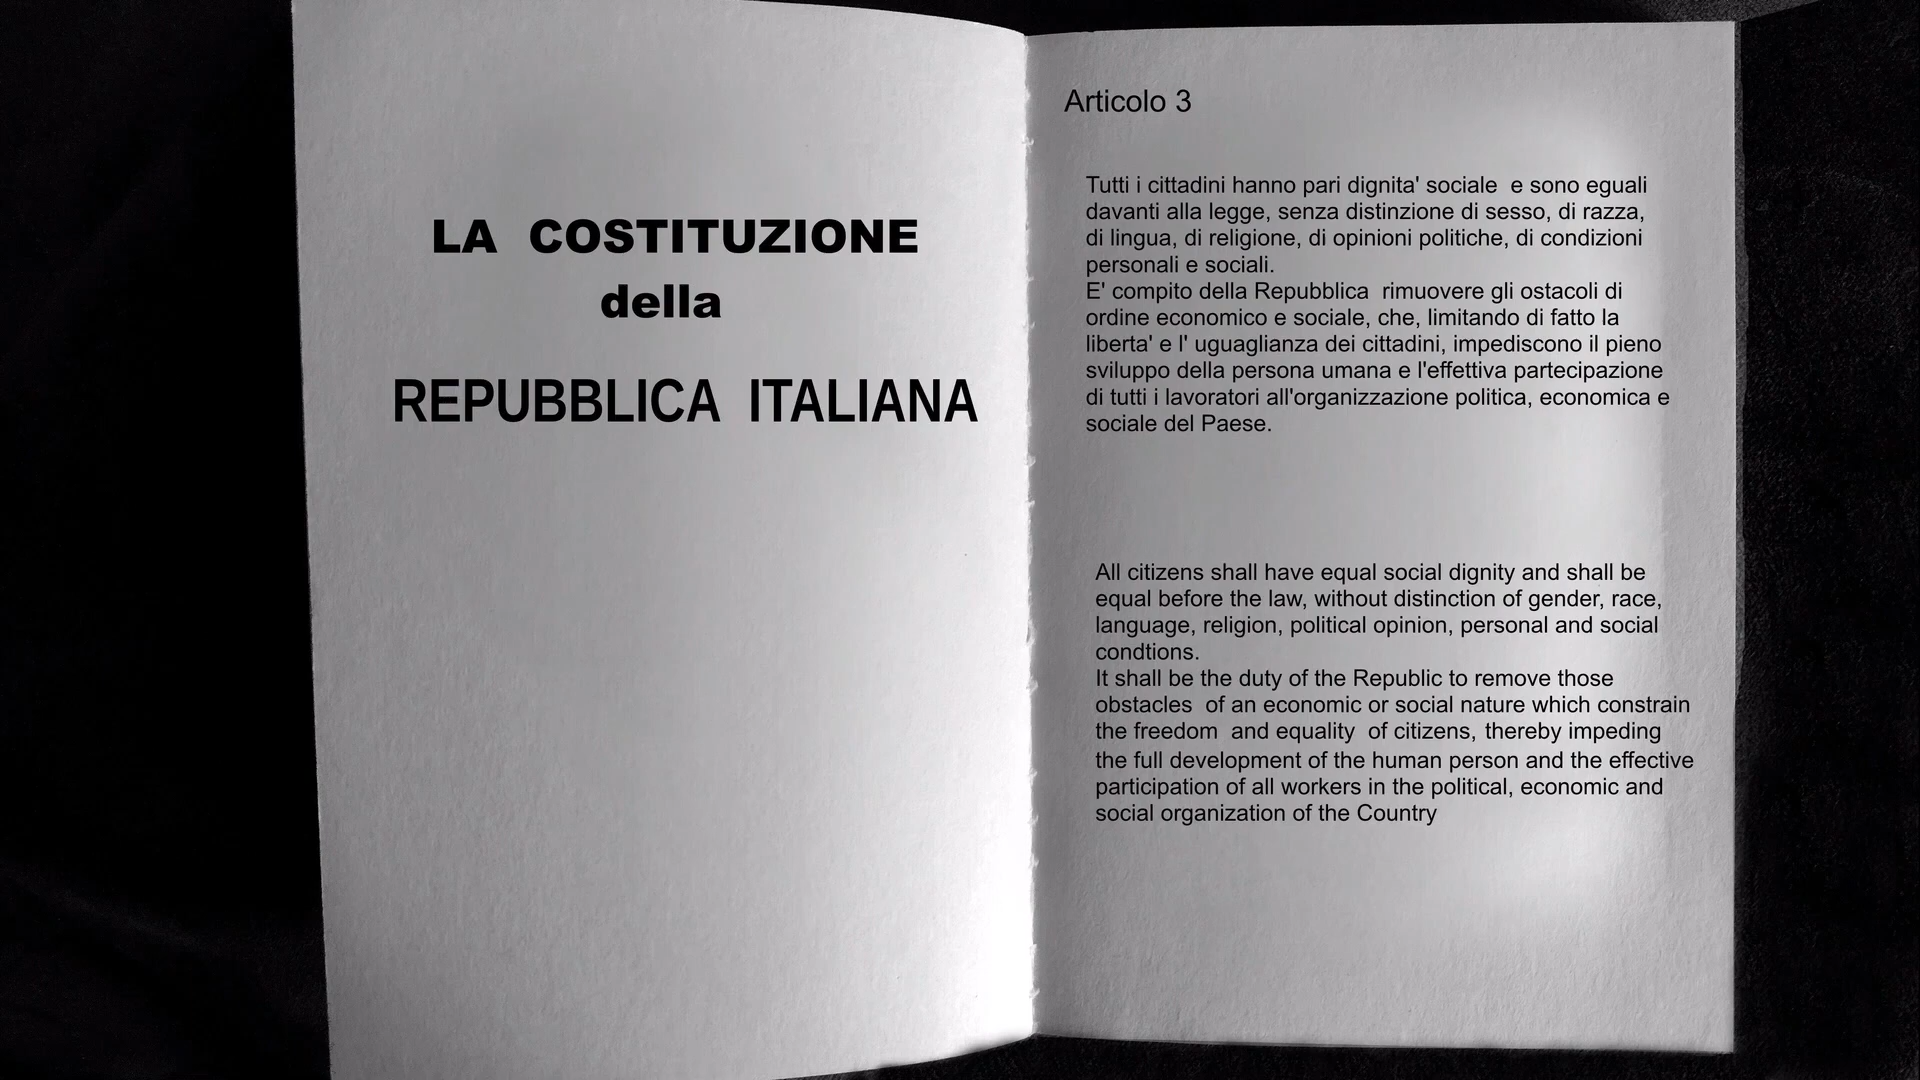 LA COSTITUZIONE
della
REPUBBLICA ITALIANA
Articolo 3
Tutti i cittadini hanno pari dignita' sociale e sono eguali
davanti alla legge, senza distinzione di sesso, di razza,
di lingua, di religione, di opinioni politiche, di condizioni
personali e sociali.
E' compito della Repubblica rimuovere gli ostacoli di
ordine economico e sociale, che, limitando di fatto la
liberta' e l' uguaglianza dei cittadini, impediscono il pieno
sviluppo della persona umana e l'effettiva partecipazione
di tutti i lavoratori all'organizzazione politica, economica e
sociale del Paese.
All citizens shall have equal social dignity and shall be
equal before the law, without distinction of gender, race,
language, religion, political opinion, personal and social
condtions.
It shall be the duty of the Republic to remove those
obstacles of an economic or social nature which constrain
the freedom and equality of citizens, thereby impeding
the full development of the human person and the effective
participation of all workers in the political, economic and
social organization of the Country